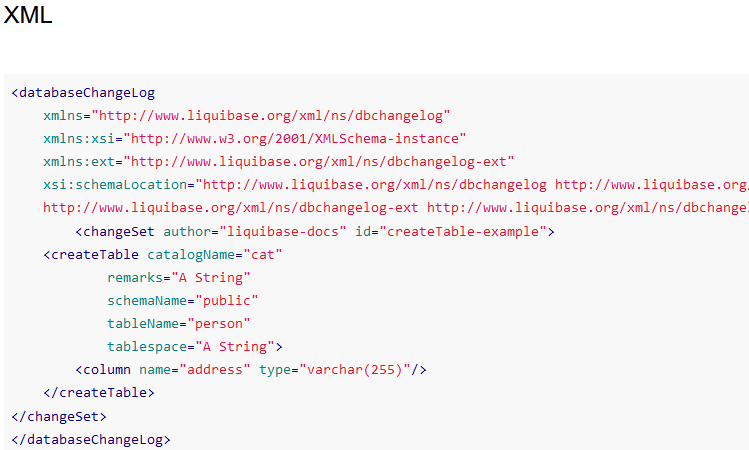 XML
<databaseChangeLog
xmlns="http://www.liquibase.org/xml/ns/dbchangelog"
xmlns:xsi="http://www.w3.org/2001/XMLSchema-instance"
xmlns:ext="http://www.liquibase.org/xml/ns/dbchangelog-ext"
xsi:schemaLocation="http://www.liquibase.org/xml/ns/dbchangelog http://www.liquibase.org
http://www.liquibase.org/xml/ns/dbchangelog-ext http://www.liquibase.org/xml/ns/dbchangel
<changeSet author="liquibase-docs" id="createTable-example">
<createTable catalogName="cat"
remarks="A String"
schemaName="public"
tableName="person"
tablespace="A String">
<column name="address" type="varchar(255)"/>
</createTable>
</changeSet>
</databaseChangeLog>